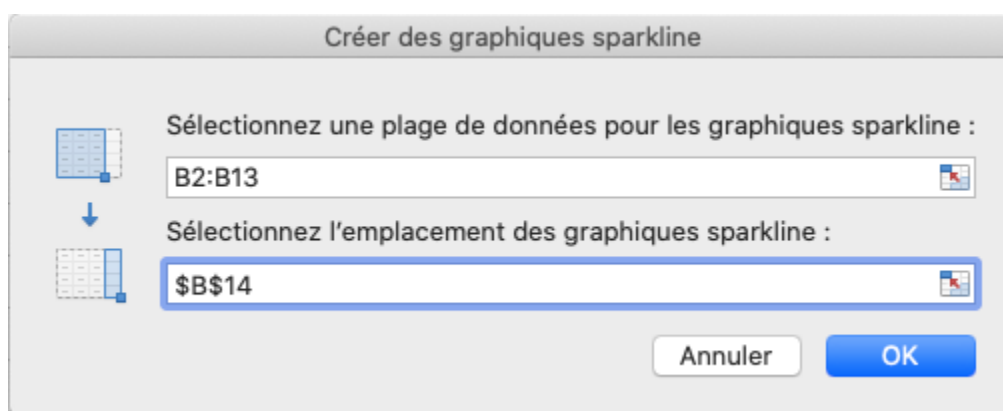 Créer des graphiques sparkline
Sélectionnez une plage de données pour les graphiques sparkline :
B2:B13
Sélectionnez l’emplacement des graphiques sparkline :
$B$14
Annuler
OK